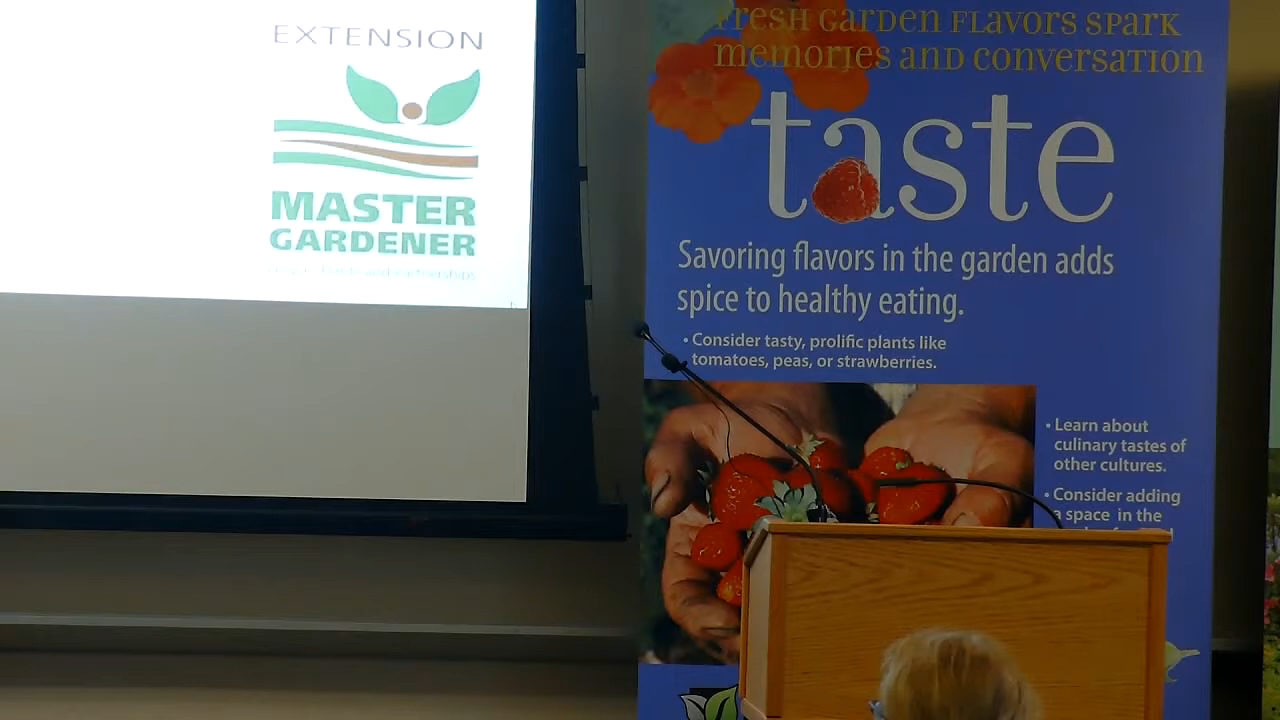 EXTENSION
MASTER
GARDENER
FRESH GARDEN FLAVORS SPARK
MEMORIES AND CONVERSATION
taste
Savoring flavors in the garden adds
spice to healthy eating.
• Consider tasty, prolific plants like
tomatoes, peas, or strawberries.
• Learn about
culinary tastes of
other cultures.
• Consider adding
a space in the